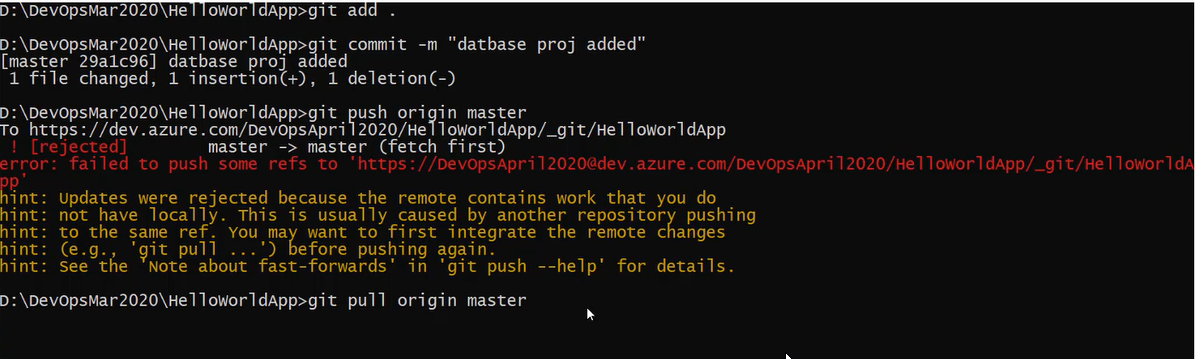 D:\DevOpsMar2020\HelloWorldApp>git add .
D:\DevOpsMar2020\HelloWorldApp>git commit -m "datbase proj added"
[master 29a1c96] datbase proj added
 1 file changed, 1 insertion(+), 1 deletion(-)
D:\DevOpsMar2020\HelloWorldApp>git push origin master
To https://dev.azure.com/DevOpsApril2020/HelloWorldApp/_git/HelloWorldApp
 ! [rejected]        master -> master (fetch first)
error: failed to push some refs to 'https://DevOpsApril2020@dev.azure.com/DevOpsApril2020/HelloWorldApp/_git/HelloWorldA
pp'
hint: Updates were rejected because the remote contains work that you do
hint: not have locally. This is usually caused by another repository pushing
hint: to the same ref. You may want to first integrate the remote changes
hint: (e.g., 'git pull ...') before pushing again.
hint: See the 'Note about fast-forwards' in 'git push --help' for details.
D:\DevOpsMar2020\HelloWorldApp>git pull origin master